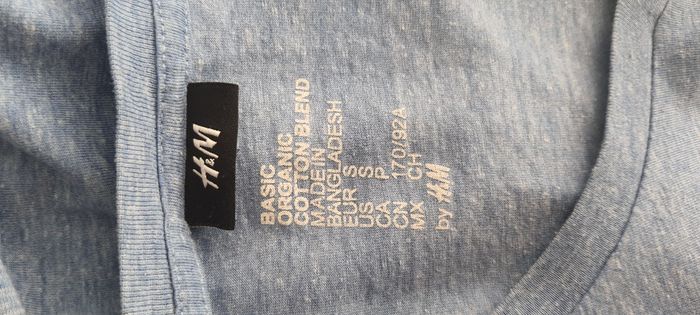 H&M
BASIC
ORGANIC
COTTON BLEND
MADE IN
BANGLADESH
EUR S
US S
CA P
CN 170/92A
MX CH
by H&M